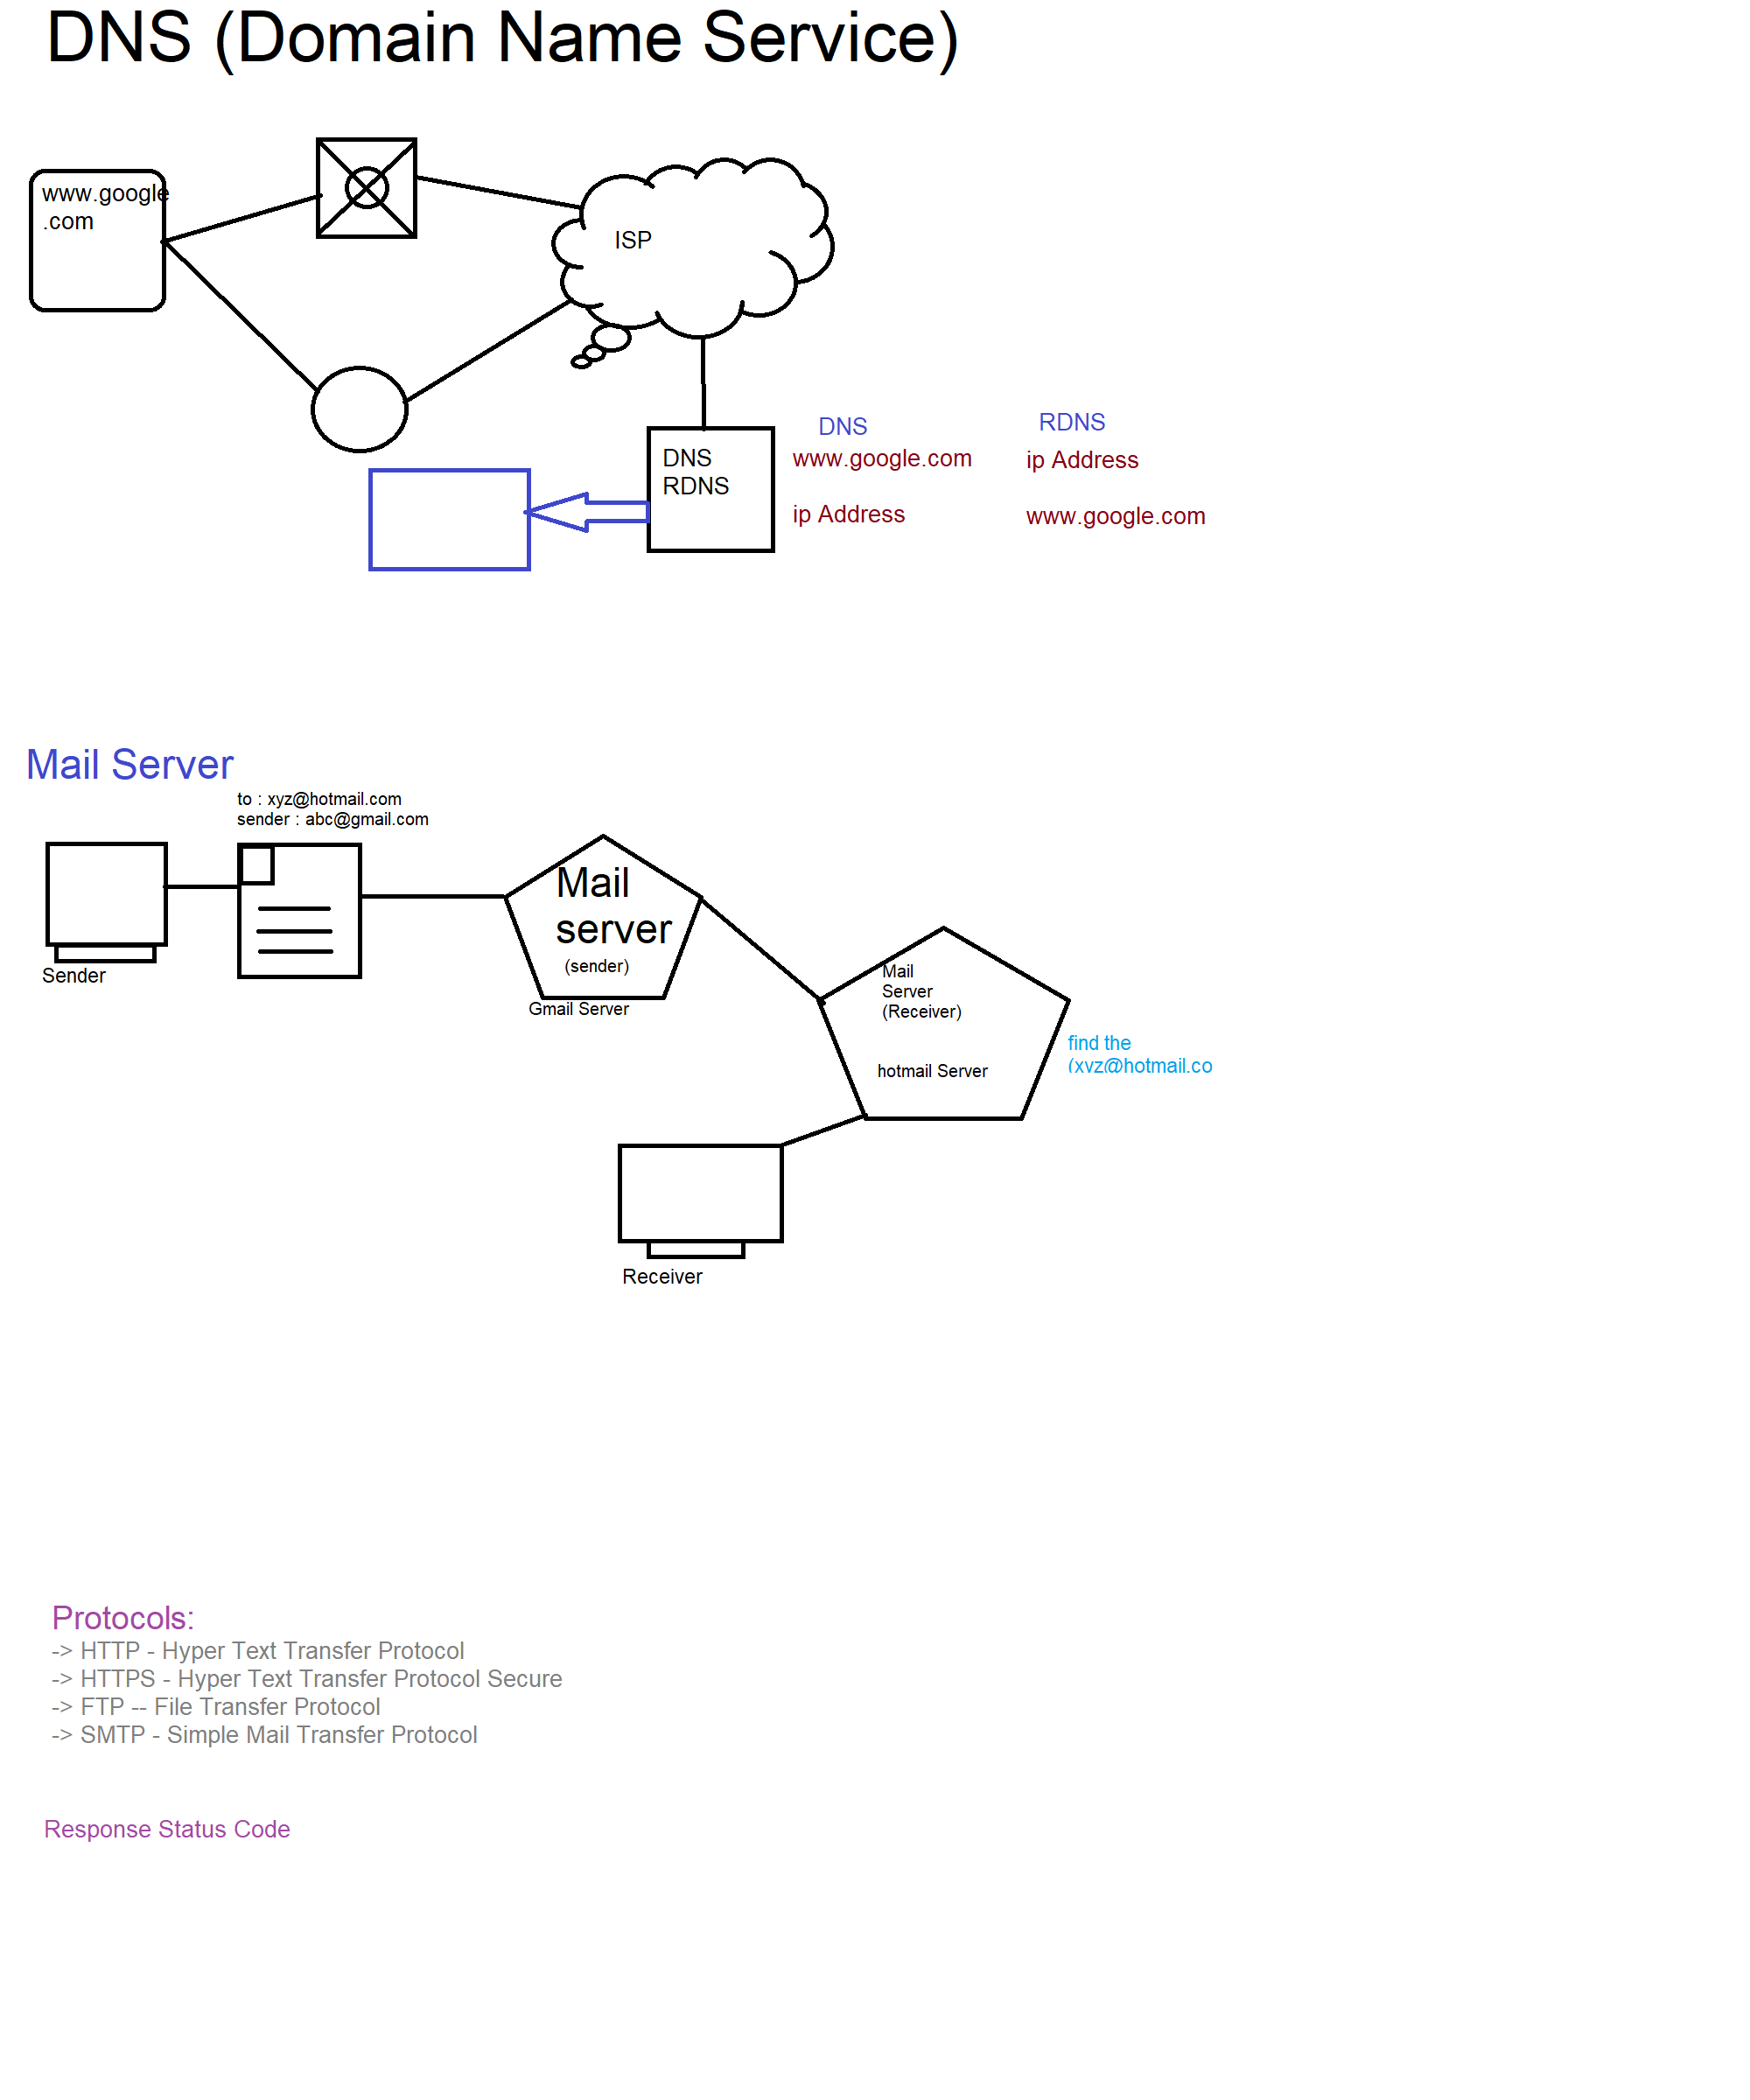 DNS (Domain Name Service)
www.google
.com
ISP
DNS
RDNS
DNS
www.google.com
ip Address
RDNS
ip Address
www.google.com
Mail Server
to : xyz@hotmail.com
sender : abc@gmail.com
Sender
Mail
server
(sender)
Gmail Server
Mail
Server
(Receiver)
hotmail Server
find the
(xyz@hotmail.co
Receiver
Protocols:
-> HTTP - Hyper Text Transfer Protocol
-> HTTPS - Hyper Text Transfer Protocol Secure
-> FTP -- File Transfer Protocol
-> SMTP - Simple Mail Transfer Protocol
Response Status Code